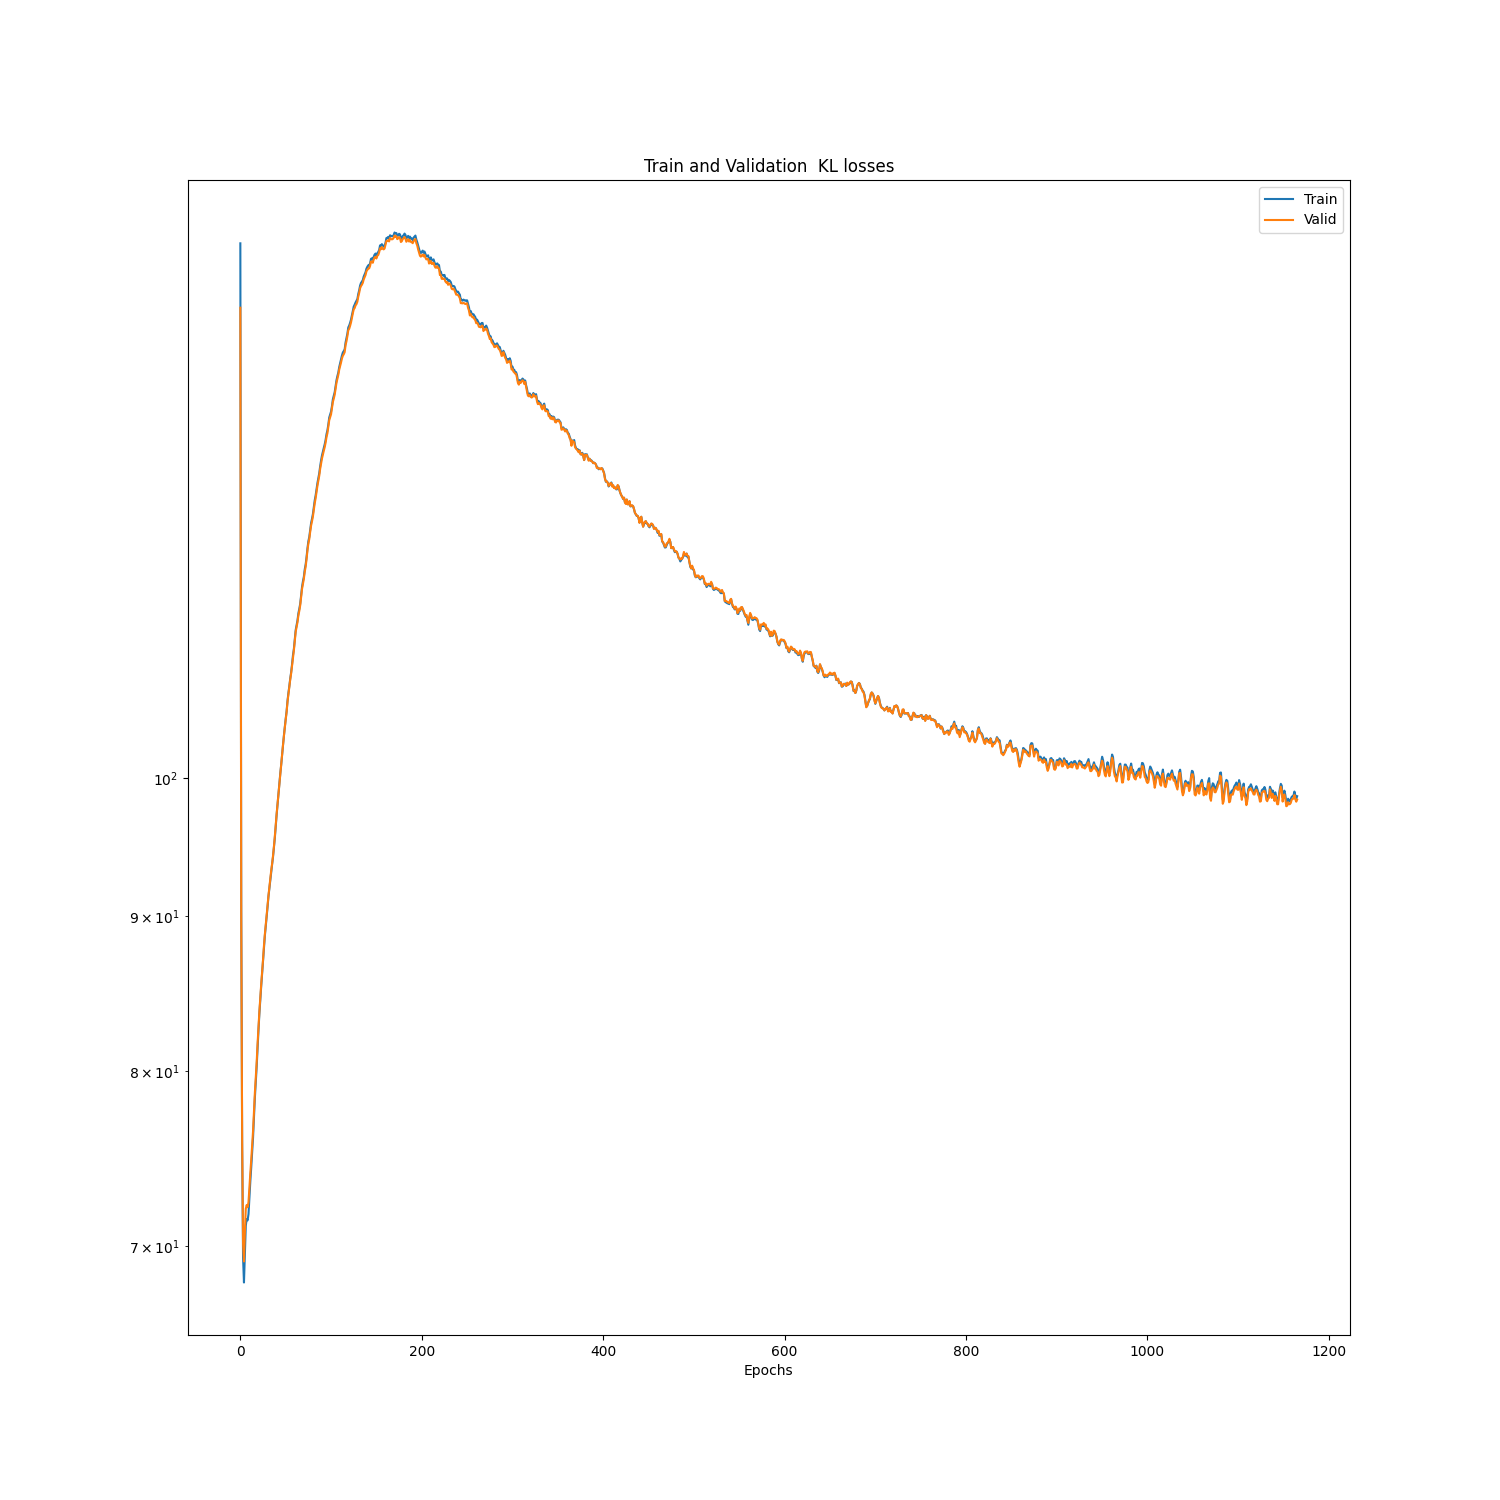 Train and Validation  KL losses
Train
Valid
10²
9 × 10¹
8 × 10¹
7 × 10¹
0 200 400 600 800 1000 1200
Epochs